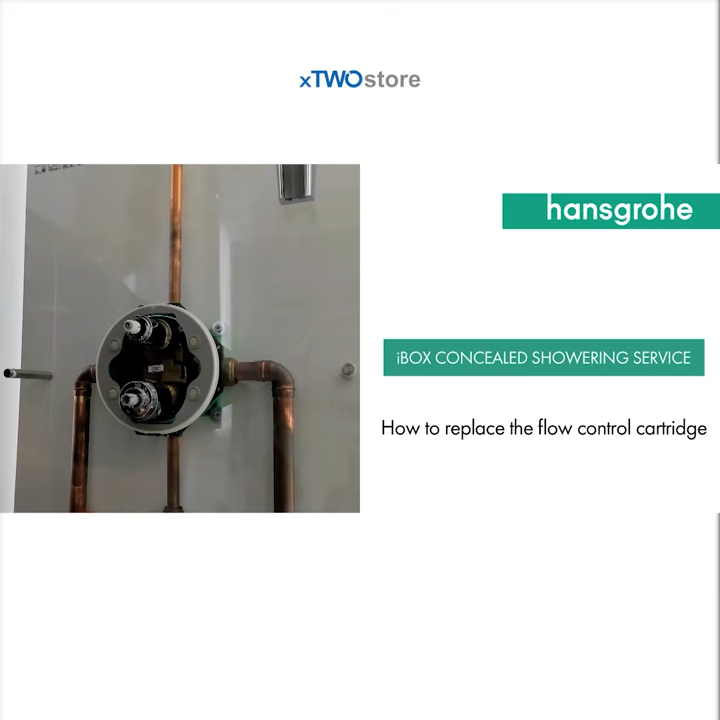 xTWOstore
hansgrohe
iBOX CONCEALED SHOWERING SERVICE
How to replace the flow control cartridge